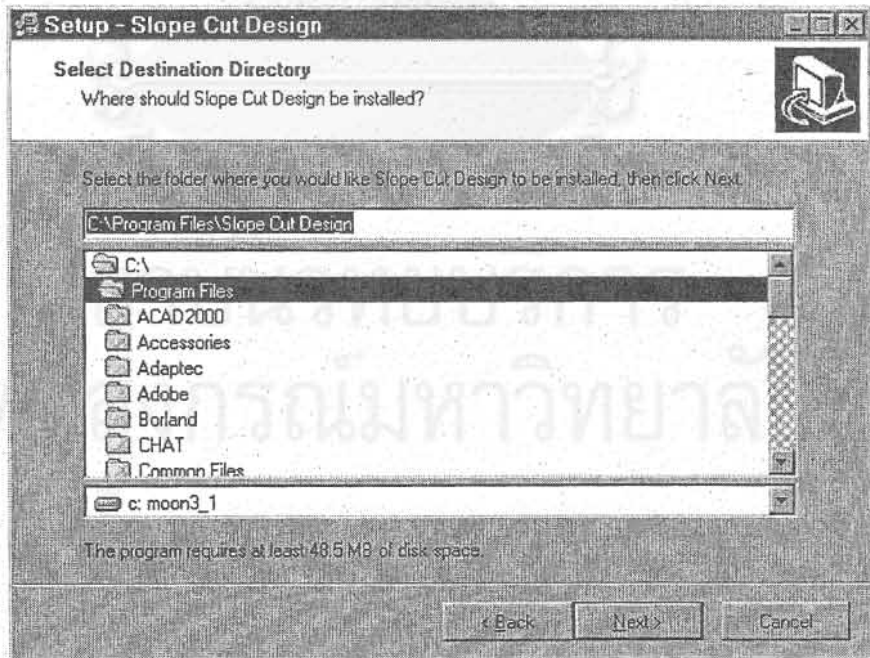 Setup - Slope Cut Design
Select Destination Directory
Where should Slope Cut Design be installed?
Select the folder where you would like Slope Cut Design to be installed, then click Next.
C:\Program Files\Slope Cut Design
C:\
Program Files
ACAD2000
Accessories
Adaptec
Adobe
Borland
CHAT
Common Files
c: moon3_1
The program requires at least 48.5 MB of disk space.
< Back
Next >
Cancel